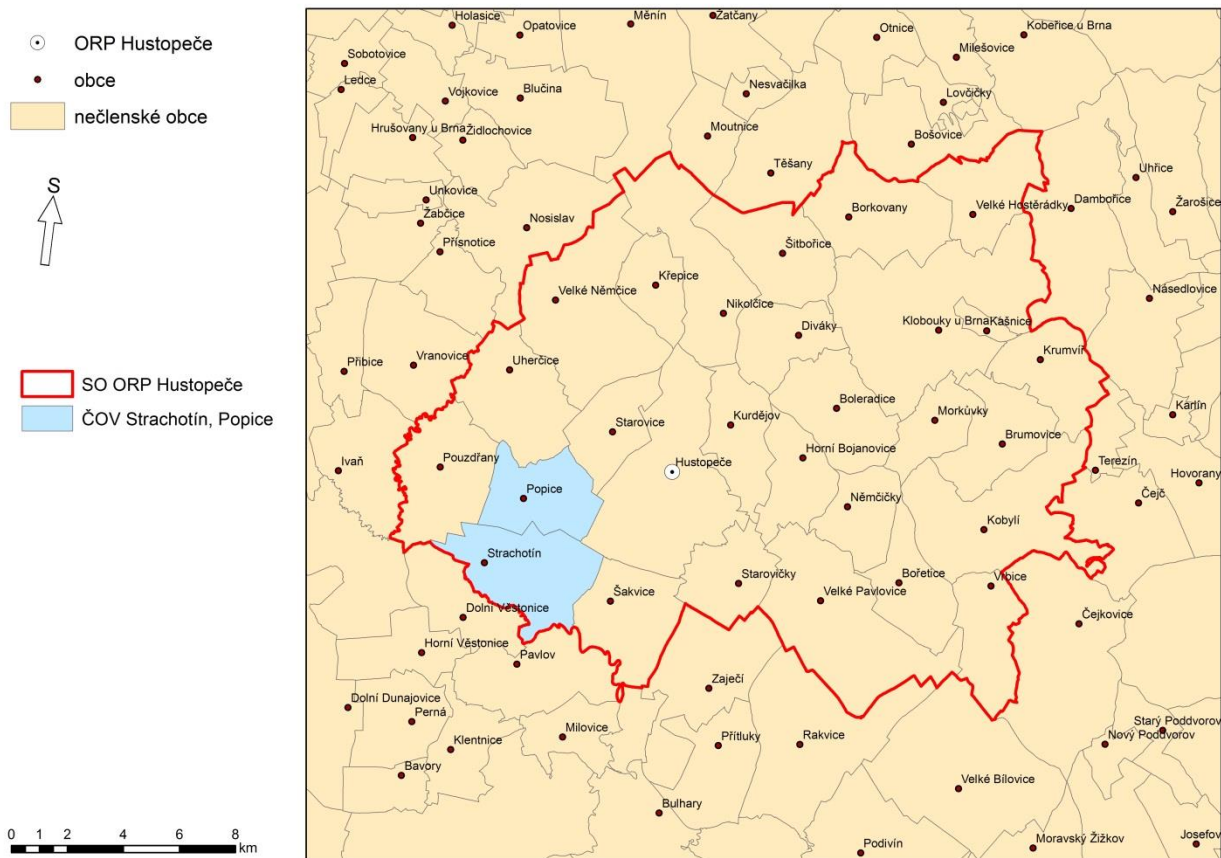 ORP Hustopeče
obce
nečlenské obce
S
SO ORP Hustopeče
ČOV Strachotín, Popice
0 1 2 4 6 8
km
Holasice
Opatovice
Měnín
Žatčany
Otnice
Kobeřice u Brna
Sobotovice
Milešovice
Ledce
Vojkovice
Blučina
Nesvačilka
Lovčičky
Hrušovany u Brna
Židlochovice
Moutnice
Bošovice
Těšany
Uhřice
Unkovice
Žabčice
Nosislav
Borkovany
Velké Hostěrádky
Dambořice
Žarošice
Přísnotice
Šitbořice
Křepice
Velké Němčice
Násedlovice
Nikolčice
Diváky
Klobouky u Brna
Kašnice
Krumvíř
Přibice
Vranovice
Uherčice
Boleradice
Starovice
Kurdějov
Morkůvky
Karlín
Brumovice
Ivaň
Pouzdřany
Hustopeče
Horní Bojanovice
Terezín
Hovorany
Popice
Němčičky
Čejč
Kobylí
Strachotín
Starovičky
Bořetice
Vrbice
Šakvice
Velké Pavlovice
Dolní Věstonice
Čejkovice
Horní Věstonice
Pavlov
Zaječí
Dolní Dunajovice
Perná
Milovice
Přítluky
Rakvice
Starý Poddvorov
Nový Poddvorov
Klentnice
Bavory
Velké Bílovice
Bulhary
Podivín
Moravský Žižkov
Josefov